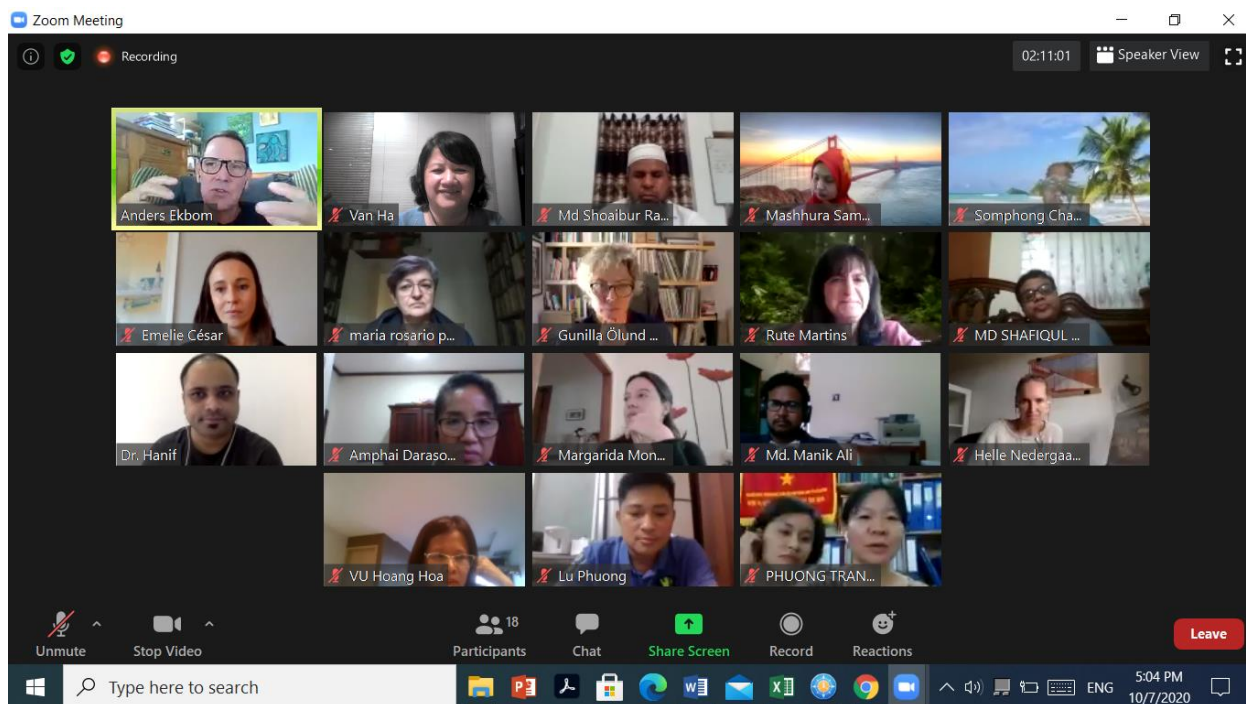 Zoom Meeting
Recording
02:11:01
Speaker View
Anders Ekbom
Van Ha
Md Shoaibur Ra...
Mashhura Sam...
Somphong Cha...
Emelie César
maria rosario p...
Gunilla Ölund ...
Rute Martins
MD SHAFIQUL ...
Dr. Hanif
Amphai Daraso...
Margarida Mon...
Md. Manik Ali
Helle Nedergaa...
VU Hoang Hoa
Lu Phuong
PHUONG TRAN...
18
Unmute
Stop Video
Participants
Chat
Share Screen
Record
Reactions
Leave
Type here to search
ENG
5:04 PM
10/7/2020